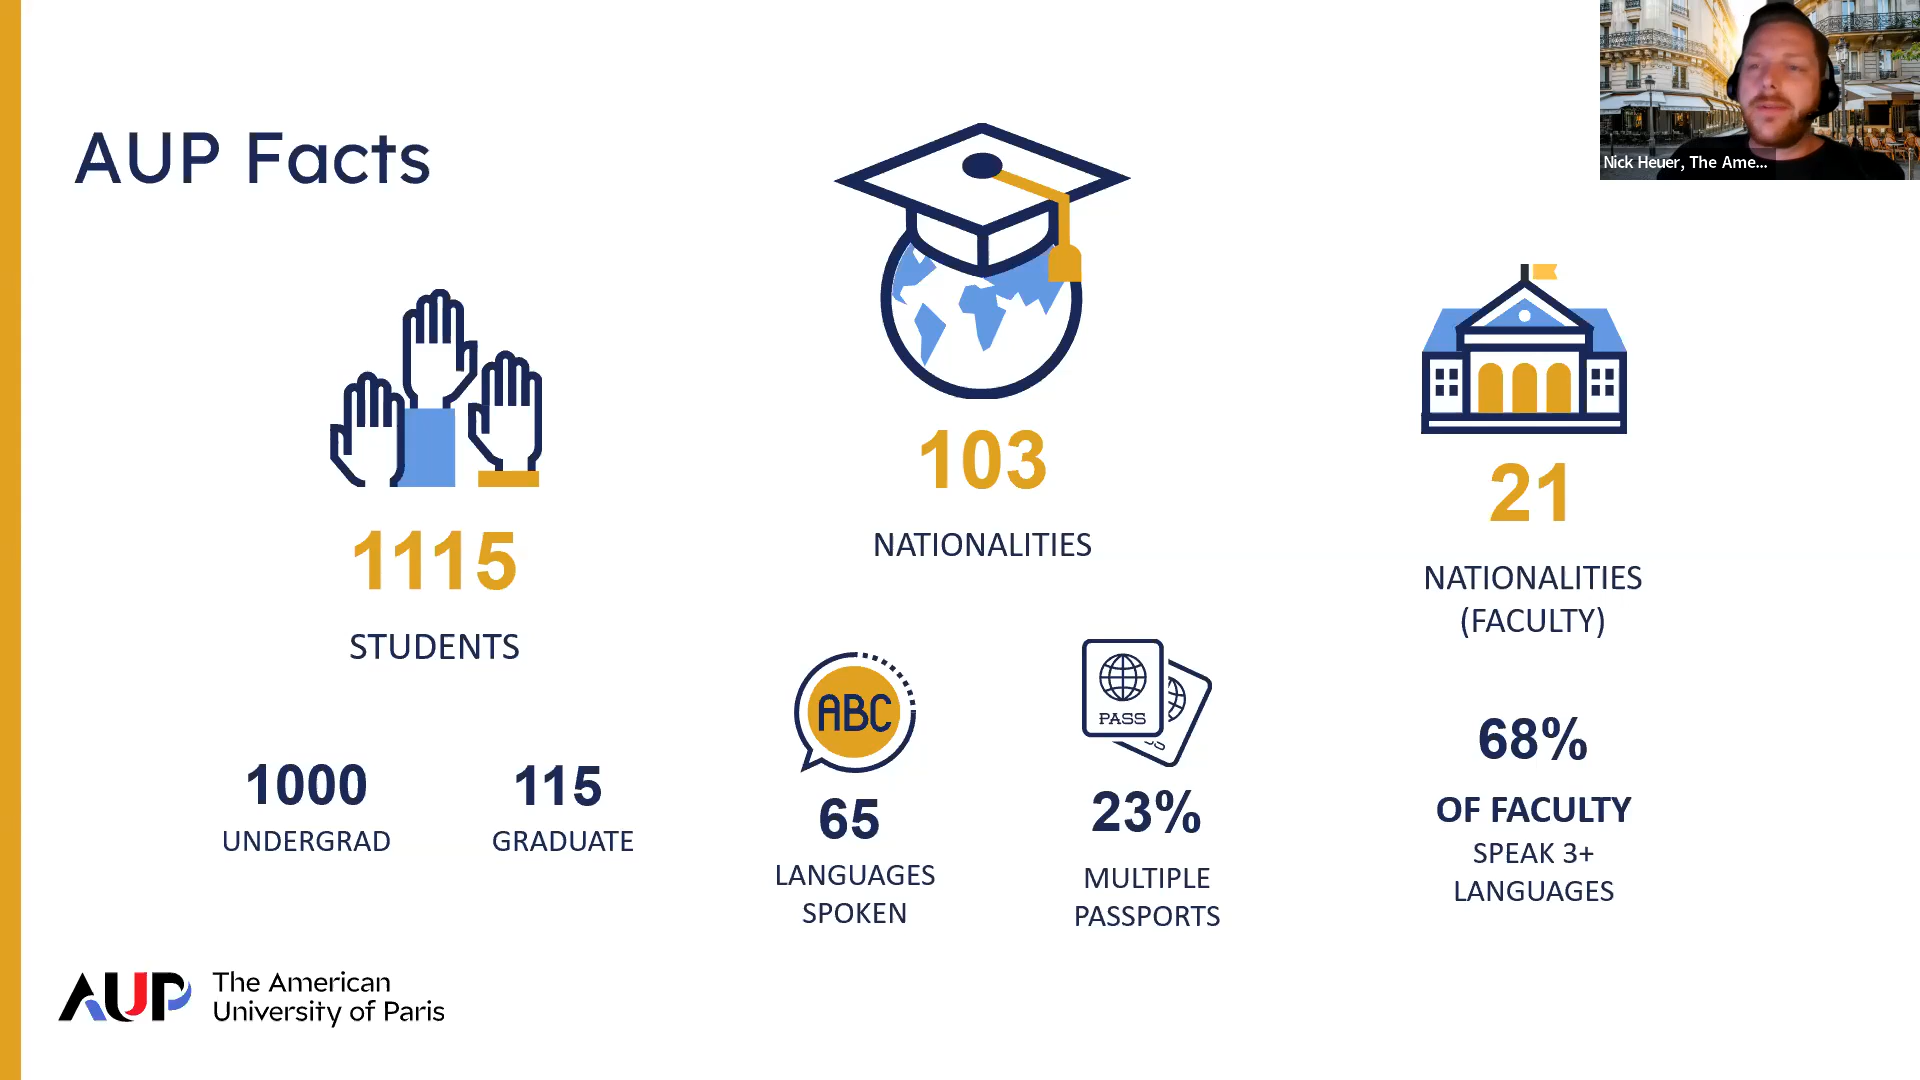 AUP Facts
Nick Heuer, The Ame...
1115
STUDENTS
1000
UNDERGRAD
115
GRADUATE
103
NATIONALITIES
ABC
65
LANGUAGES
SPOKEN
PASS
23%
MULTIPLE
PASSPORTS
21
NATIONALITIES
(FACULTY)
68%
OF FACULTY
SPEAK 3+
LANGUAGES
AUP
The American
University of Paris